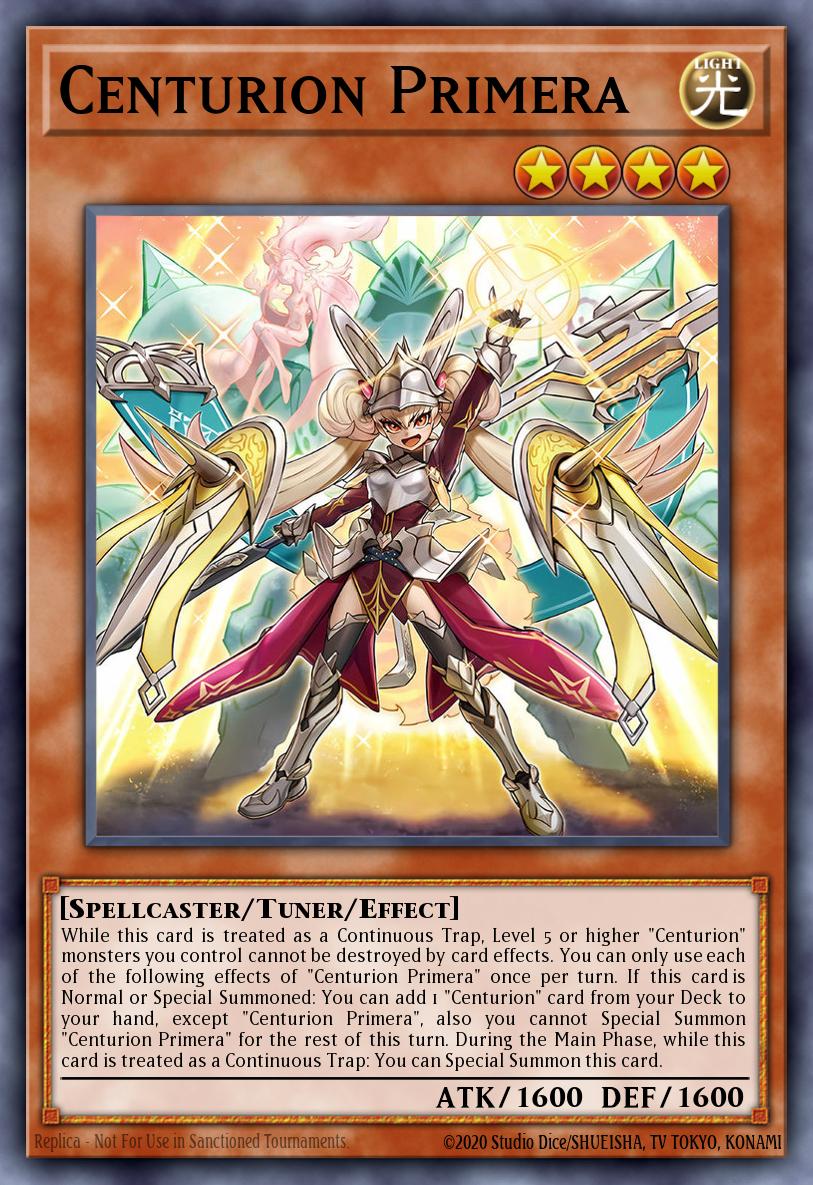 Centurion Primera
LIGHT
光
[Spellcaster/Tuner/Effect]
While this card is treated as a Continuous Trap, Level 5 or higher "Centurion"
monsters you control cannot be destroyed by card effects. You can only use each
of the following effects of "Centurion Primera" once per turn. If this card is
Normal or Special Summoned: You can add 1 "Centurion" card from your Deck to
your hand, except "Centurion Primera", also you cannot Special Summon
"Centurion Primera" for the rest of this turn. During the Main Phase, while this
card is treated as a Continuous Trap: You can Special Summon this card.
ATK/1600 DEF/1600
Replica - Not For Use in Sanctioned Tournaments.
©2020 Studio Dice/SHUEISHA, TV TOKYO, KONAMI